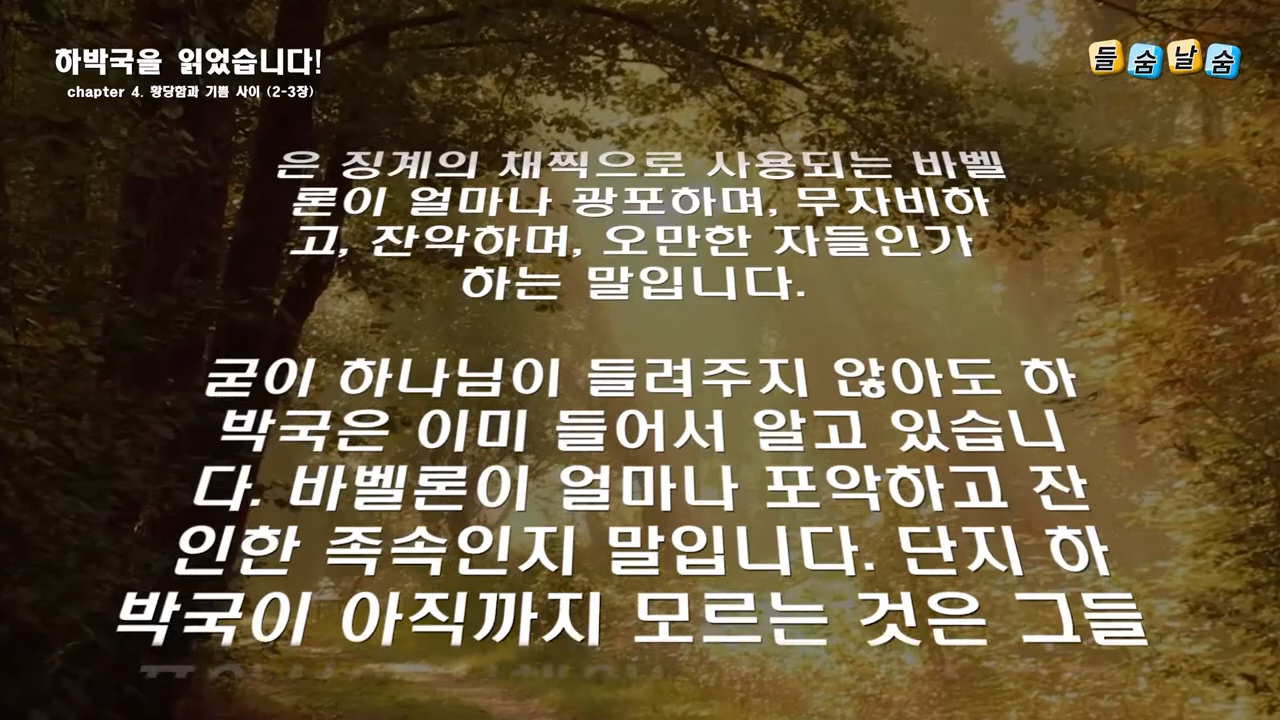 하박국을 읽었습니다!
chapter 4. 황당함과 기쁨 사이 (2-3장)
들숨날숨
은 징계의 채찍으로 사용되는 바벨
론이 얼마나 광포하며, 무자비하
고, 잔악하며, 오만한 자들인가
하는 말입니다.
굳이 하나님이 들려주지 않아도 하
박국은 이미 들어서 알고 있습니
다. 바벨론이 얼마나 포악하고 잔
인한 족속인지 말입니다. 단지 하
박국이 아직까지 모르는 것은 그들